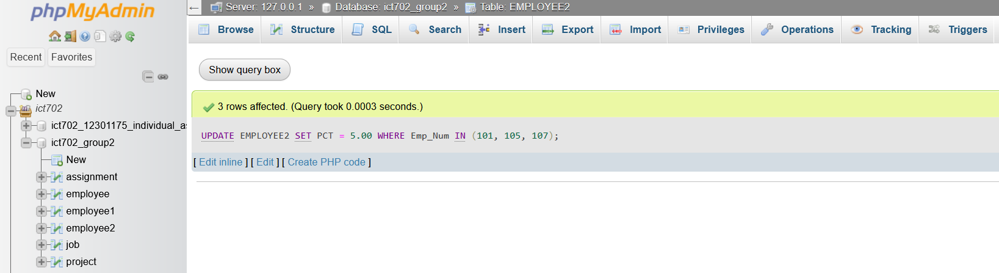 phpMyAdmin
Recent Favorites
New
ict702
ict702_12301175_individual_as
ict702_group2
New
assignment
employee
employee1
employee2
job
project
← Server: 127.0.0.1 » Database: ict702_group2 » Table: EMPLOYEE2
Browse Structure SQL Search Insert Export Import Privileges Operations Tracking Triggers
Show query box
3 rows affected. (Query took 0.0003 seconds.)
UPDATE EMPLOYEE2 SET PCT = 5.00 WHERE Emp_Num IN (101, 105, 107);
[ Edit inline ] [ Edit ] [ Create PHP code ]